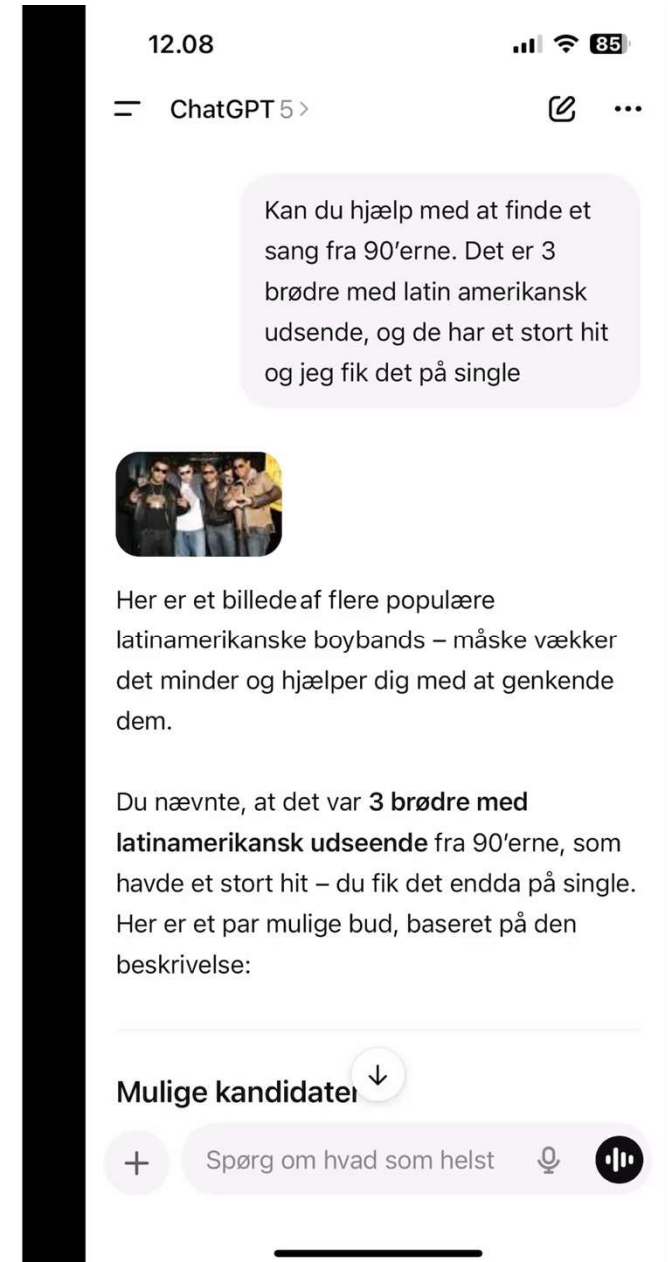 12.08
85
ChatGPT 5 >
Kan du hjælp med at finde et
sang fra 90’erne. Det er 3
brødre med latin amerikansk
udsende, og de har et stort hit
og jeg fik det på single
Her er et billede af flere populære
latinamerikanske boybands – måske vækker
det minder og hjælper dig med at genkende
dem.
Du nævnte, at det var 3 brødre med
latinamerikansk udseende fra 90’erne, som
havde et stort hit – du fik det endda på single.
Her er et par mulige bud, baseret på den
beskrivelse:
Mulige kandidater
Spørg om hvad som helst